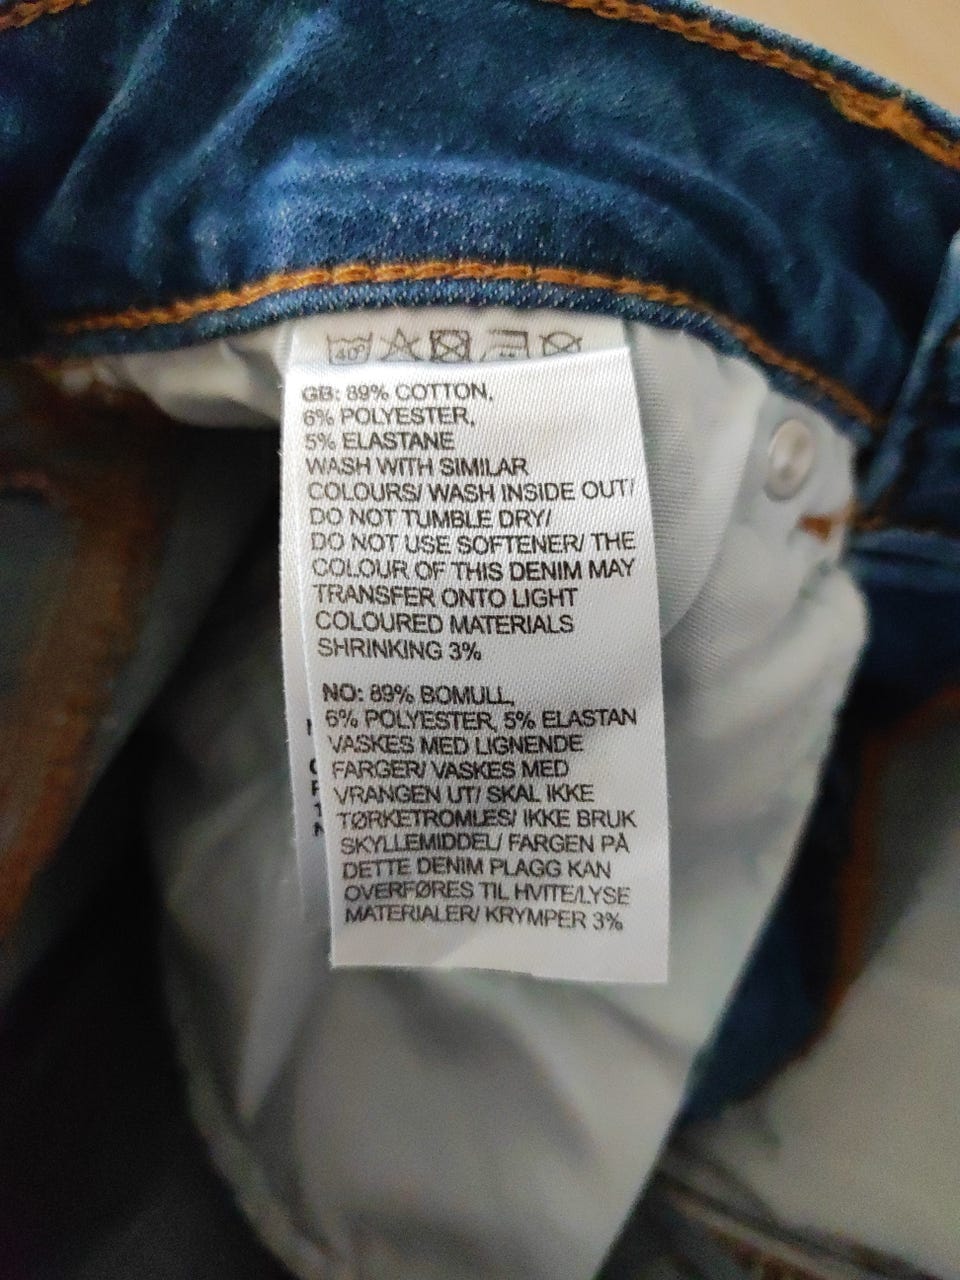 40°
GB: 89% COTTON,
6% POLYESTER,
5% ELASTANE
WASH WITH SIMILAR
COLOURS/ WASH INSIDE OUT/
DO NOT TUMBLE DRY/
DO NOT USE SOFTENER/ THE
COLOUR OF THIS DENIM MAY
TRANSFER ONTO LIGHT
COLOURED MATERIALS
SHRINKING 3%
NO: 89% BOMULL,
6% POLYESTER, 5% ELASTAN
VASKES MED LIGNENDE
FARGER/ VASKES MED
VRANGEN UT/ SKAL IKKE
TØRKETROMLES/ IKKE BRUK
SKYLLEMIDDEL/ FARGEN PÅ
DETTE DENIM PLAGG KAN
OVERFØRES TIL HVITE/LYSE
MATERIALER/ KRYMPER 3%